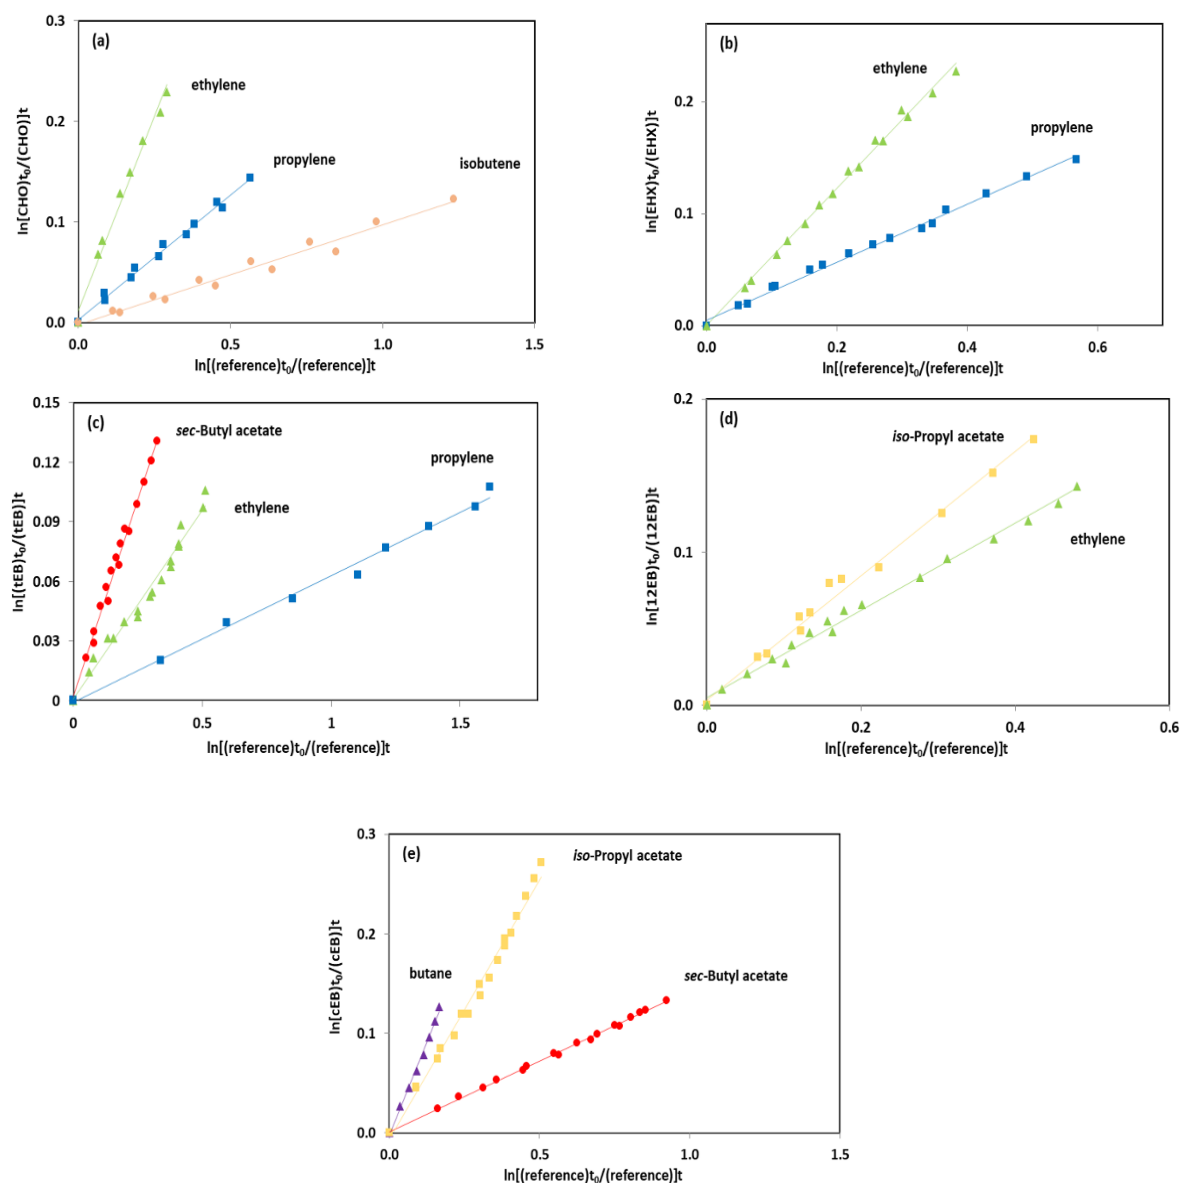 (a)
ethylene
propylene
isobutene
ln[CHO)t₀/(CHO)]t
0.3
0.2
0.1
0.0
0.0 0.5 1.0 1.5
ln[(reference)t₀/(reference)]t
(b)
ethylene
propylene
ln[EHX)t₀/(EHX)]t
0.2
0.1
0.0
0.0 0.2 0.4 0.6
ln[(reference)t₀/(reference)]t
(c)
sec-Butyl acetate
propylene
ethylene
ln[(tEB)t₀/(tEB)]t
0.15
0.12
0.09
0.06
0.03
0
0 0.5 1 1.5
ln[(reference)t₀/(reference)]t
(d)
iso-Propyl acetate
ethylene
ln[12EB)t₀/(12EB)]t
0.2
0.1
0.0
0.0 0.2 0.4 0.6
ln[(reference)t₀/(reference)]t
(e)
iso-Propyl acetate
butane
sec-Butyl acetate
ln[cEB)t₀/(cEB)]t
0.3
0.2
0.1
0.0
0.0 0.5 1.0 1.5
ln[(reference)t₀/(reference)]t